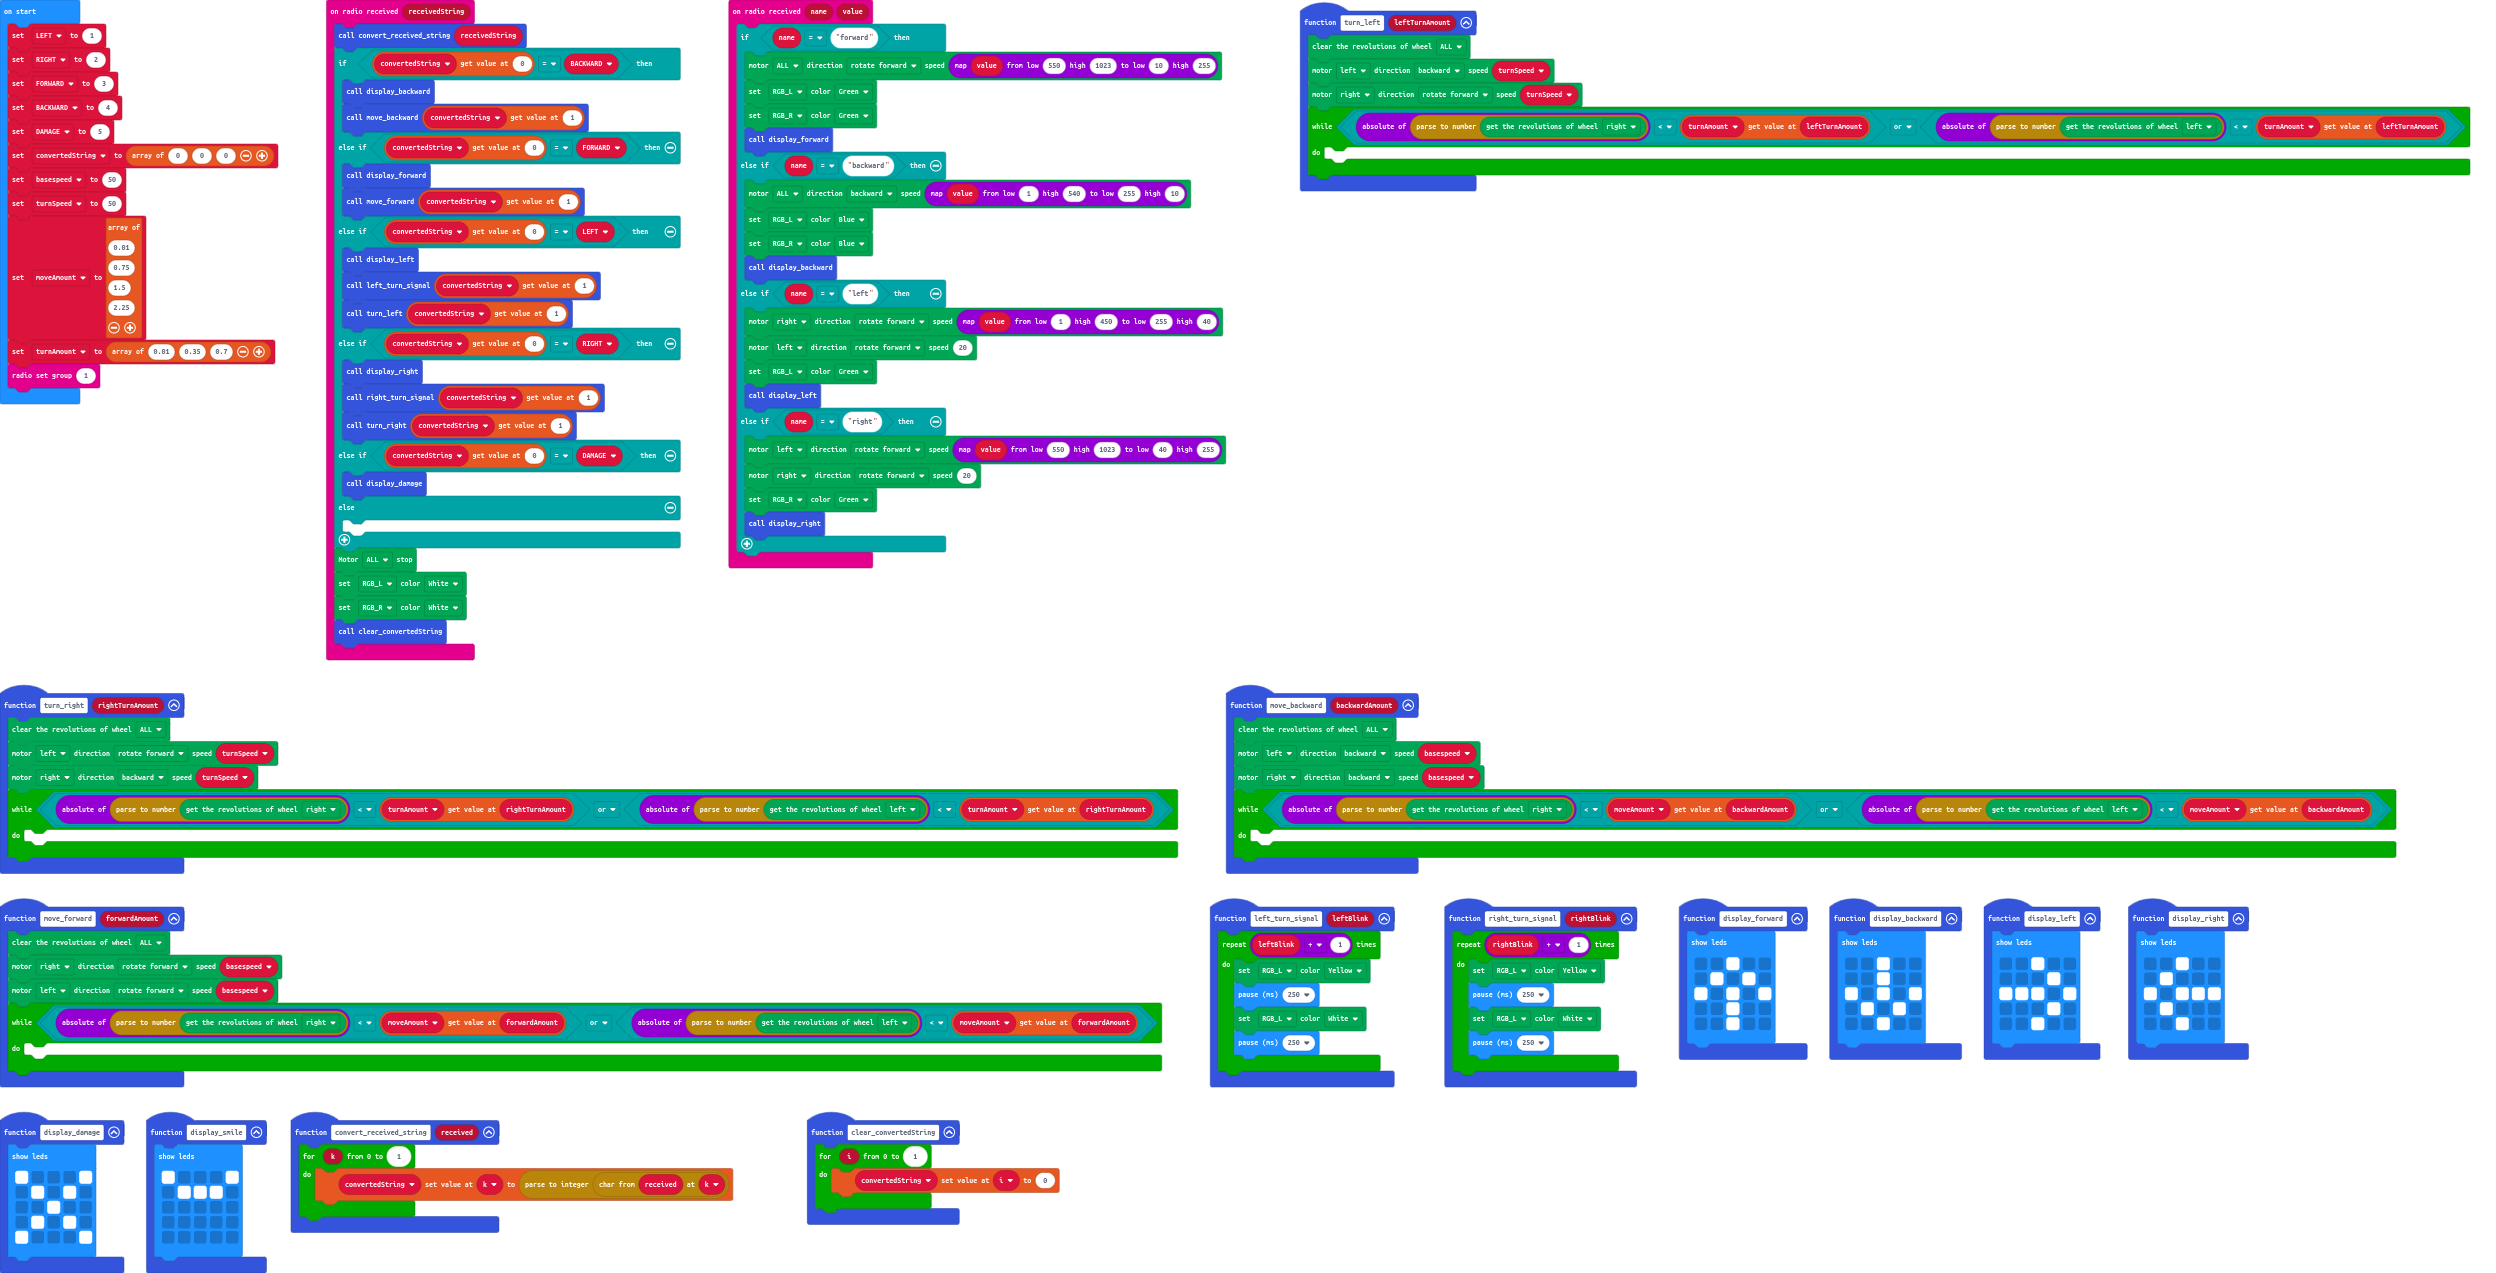 on start
set LEFT to 1
set RIGHT to 2
set FORWARD to 3
set BACKWARD to 4
set DAMAGE to 5
set convertedString to array of 0 0 0
set basespeed to 50
set turnSpeed to 50
set moveAmount to array of 0.01 0.75 1.5 2.25
set turnAmount to array of 0.01 0.35 0.7
radio set group 1
on radio received receivedString
call convert_received_string receivedString
if convertedString get value at 0 = BACKWARD then
call display_backward
call move_backward convertedString get value at 1
else if convertedString get value at 0 = FORWARD then
call display_forward
call move_forward convertedString get value at 1
else if convertedString get value at 0 = LEFT then
call display_left
call left_turn_signal convertedString get value at 1
call turn_left convertedString get value at 1
else if convertedString get value at 0 = RIGHT then
call display_right
call right_turn_signal convertedString get value at 1
call turn_right convertedString get value at 1
else if convertedString get value at 0 = DAMAGE then
call display_damage
else
Motor ALL stop
set RGB_L color White
set RGB_R color White
call clear_convertedString
on radio received name value
if name = "forward" then
motor ALL direction rotate forward speed map value from low 550 high 1023 to low 10 high 255
set RGB_L color Green
set RGB_R color Green
call display_forward
else if name = "backward" then
motor ALL direction backward speed map value from low 1 high 540 to low 255 high 10
set RGB_L color Blue
set RGB_R color Blue
call display_backward
else if name = "left" then
motor right direction rotate forward speed map value from low 1 high 450 to low 255 high 40
motor left direction rotate forward speed 20
set RGB_L color Green
call display_left
else if name = "right" then
motor left direction rotate forward speed map value from low 550 high 1023 to low 40 high 255
motor right direction rotate forward speed 20
set RGB_R color Green
call display_right
function turn_left leftTurnAmount
clear the revolutions of wheel ALL
motor left direction backward speed turnSpeed
motor right direction rotate forward speed turnSpeed
while absolute of parse to number get the revolutions of wheel right < turnAmount get value at leftTurnAmount or absolute of parse to number get the revolutions of wheel left < turnAmount get value at leftTurnAmount
do
function turn_right rightTurnAmount
clear the revolutions of wheel ALL
motor left direction rotate forward speed turnSpeed
motor right direction backward speed turnSpeed
while absolute of parse to number get the revolutions of wheel right < turnAmount get value at rightTurnAmount or absolute of parse to number get the revolutions of wheel left < turnAmount get value at rightTurnAmount
do
function move_backward backwardAmount
clear the revolutions of wheel ALL
motor left direction backward speed basespeed
motor right direction backward speed basespeed
while absolute of parse to number get the revolutions of wheel right < moveAmount get value at backwardAmount or absolute of parse to number get the revolutions of wheel left < moveAmount get value at backwardAmount
do
function move_forward forwardAmount
clear the revolutions of wheel ALL
motor right direction rotate forward speed basespeed
motor left direction rotate forward speed basespeed
while absolute of parse to number get the revolutions of wheel right < moveAmount get value at forwardAmount or absolute of parse to number get the revolutions of wheel left < moveAmount get value at forwardAmount
do
function left_turn_signal leftBlink
repeat leftBlink + 1 times
do
set RGB_L color Yellow
pause (ms) 250
set RGB_L color White
pause (ms) 250
function right_turn_signal rightBlink
repeat rightBlink + 1 times
do
set RGB_L color Yellow
pause (ms) 250
set RGB_L color White
pause (ms) 250
function display_forward
show leds
function display_backward
show leds
function display_left
show leds
function display_right
show leds
function display_damage
show leds
function display_smile
show leds
function convert_received_string received
for k from 0 to 1
do
convertedString set value at k to parse to integer char from received at k
function clear_convertedString
for i from 0 to 1
do
convertedString set value at i to 0